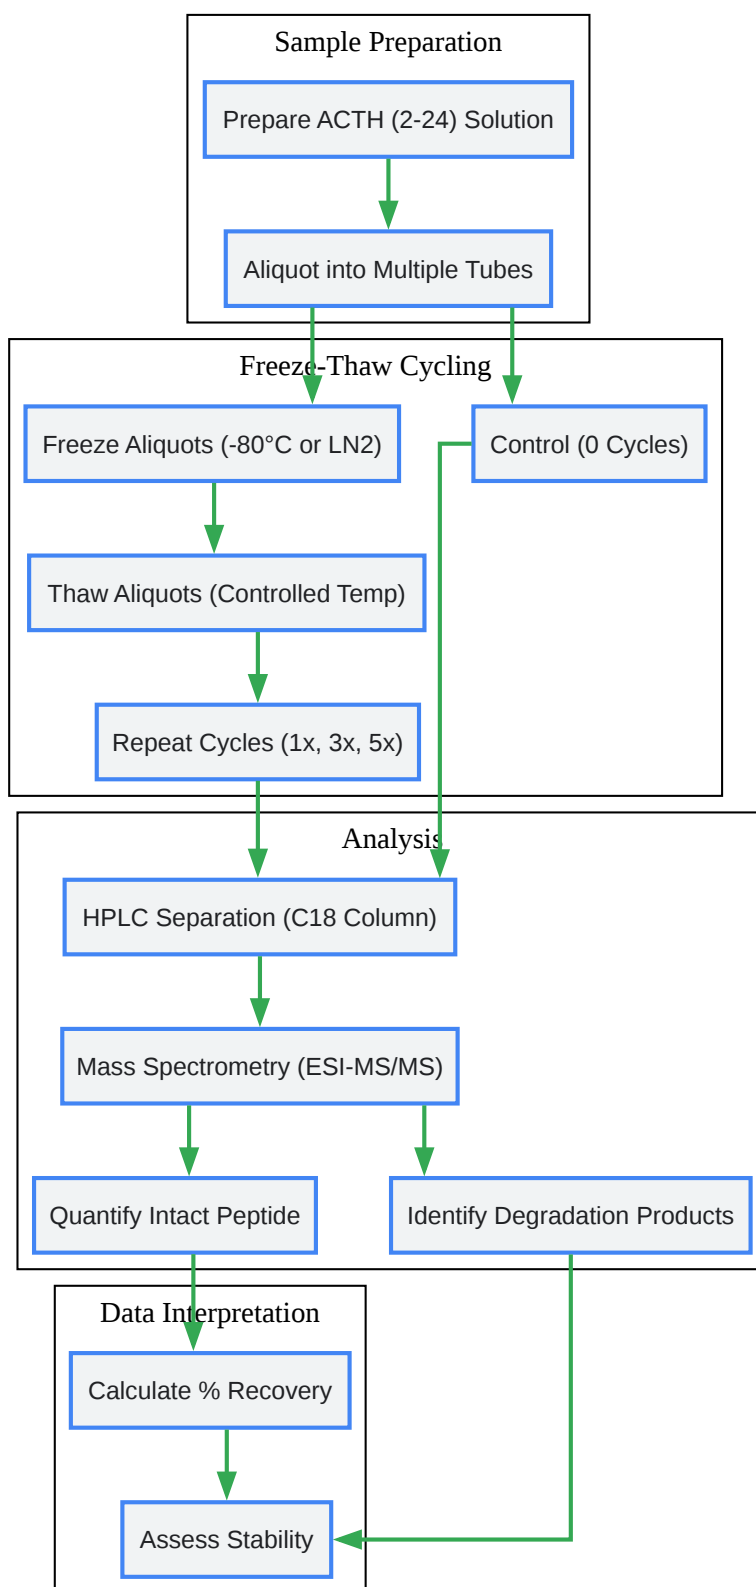 Sample Preparation
Prepare ACTH (2-24) Solution
Aliquot into Multiple Tubes
Freeze-Thaw Cycling
Freeze Aliquots (-80°C or LN2)
Control (0 Cycles)
Thaw Aliquots (Controlled Temp)
Repeat Cycles (1x, 3x, 5x)
Analysis
HPLC Separation (C18 Column)
Mass Spectrometry (ESI-MS/MS)
Quantify Intact Peptide
Identify Degradation Products
Data Interpretation
Calculate % Recovery
Assess Stability